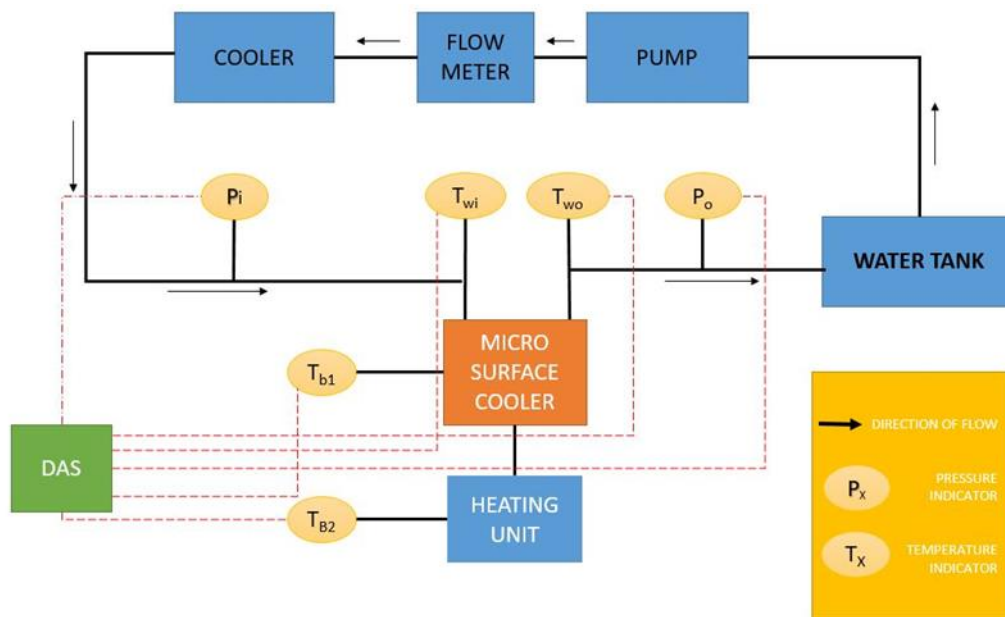 COOLER
FLOW
METER
PUMP
Pi
Twi
Two
Po
WATER TANK
MICRO
SURFACE
COOLER
Tb1
DAS
TB2
HEATING
UNIT
DIRECTION OF FLOW
PX
PRESSURE
INDICATOR
TX
TEMPERATURE
INDICATOR